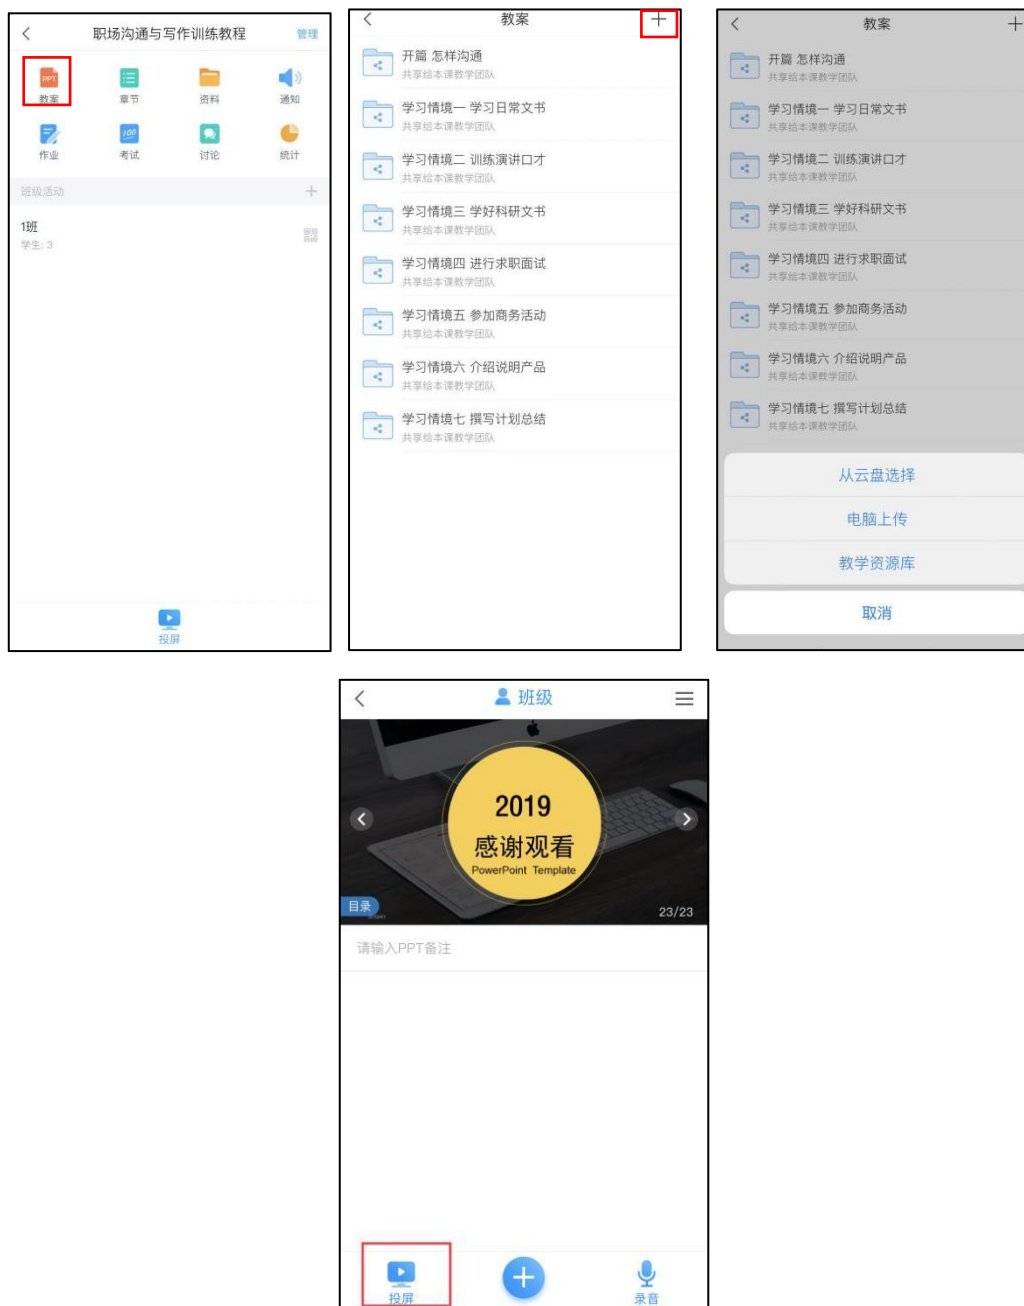 职场沟通与写作训练教程
管理
PPT
教案
章节
资料
通知
100
作业
考试
讨论
统计
班级活动
1班
学生: 3
投屏
教案
开篇 怎样沟通
共享给本课教学团队
学习情境一 学习日常文书
共享给本课教学团队
学习情境二 训练演讲口才
共享给本课教学团队
学习情境三 学好科研文书
共享给本课教学团队
学习情境四 进行求职面试
共享给本课教学团队
学习情境五 参加商务活动
共享给本课教学团队
学习情境六 介绍说明产品
共享给本课教学团队
学习情境七 撰写计划总结
共享给本课教学团队
教案
开篇 怎样沟通
共享给本课教学团队
学习情境一 学习日常文书
共享给本课教学团队
学习情境二 训练演讲口才
共享给本课教学团队
学习情境三 学好科研文书
共享给本课教学团队
学习情境四 进行求职面试
共享给本课教学团队
学习情境五 参加商务活动
共享给本课教学团队
学习情境六 介绍说明产品
共享给本课教学团队
学习情境七 撰写计划总结
共享给本课教学团队
从云盘选择
电脑上传
教学资源库
取消
班级
2019
感谢观看
PowerPoint Template
目录
23/23
请输入PPT备注
投屏
录音